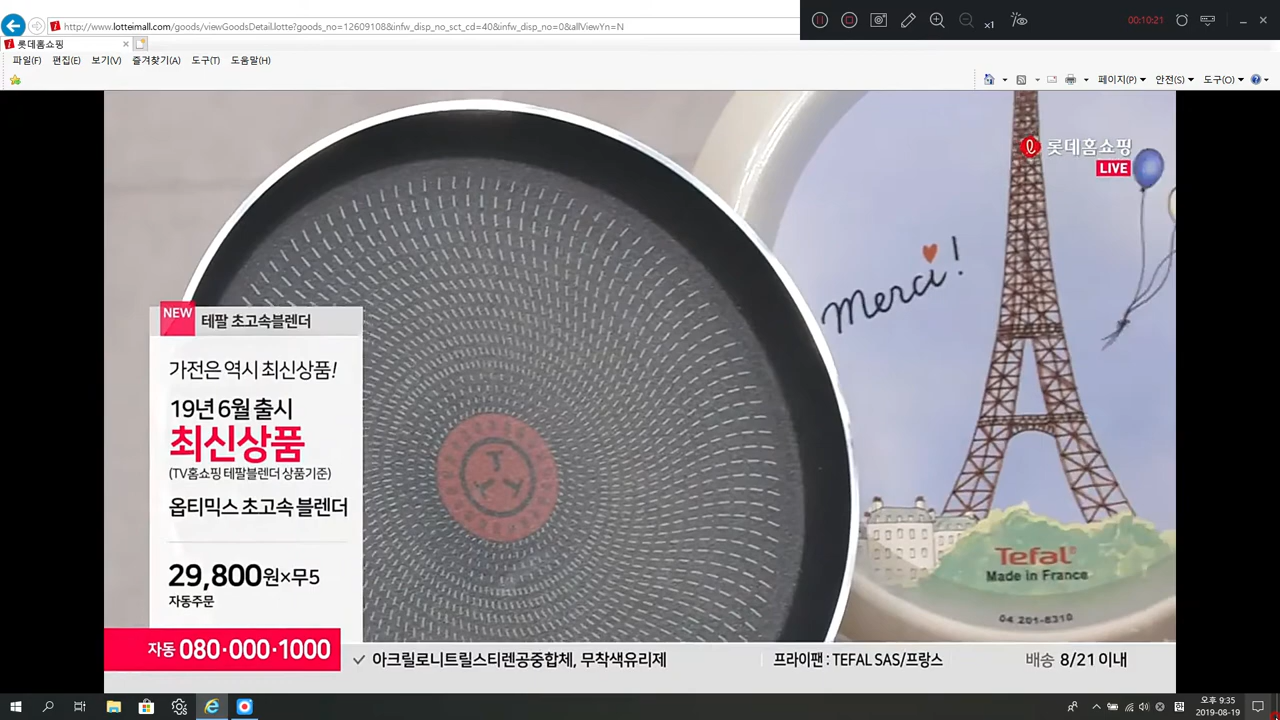 http://www.lotteimall.com/goods/viewGoodsDetail.lotte?goods_no=12609108&infw_disp_no_sct_cd=40&infw_disp_no=0&allViewYn=N
x1
00:10:21
롯데홈쇼핑
파일(F) 편집(E) 보기(V) 즐겨찾기(A) 도구(T) 도움말(H)
페이지(P) 안전(S) 도구(O)
롯데홈쇼핑
LIVE
Merci!
NEW 테팔 초고속블렌더
가전은 역시 최신상품!
19년 6월 출시
최신상품
(TV홈쇼핑 테팔블렌더 상품기준)
옵티믹스 초고속 블렌더
29,800원×무5
자동주문
Tefal®
Made in France
04 201-8310
자동 080·000·1000
아크릴로니트릴스티렌공중합체, 무착색유리제
프라이팬 : TEFAL SAS/프랑스
배송 8/21 이내
오후 9:35
2019-08-19